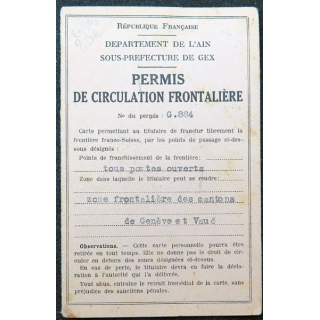 RÉPUBLIQUE FRANÇAISE
DEPARTEMENT DE L'AIN
SOUS-PREFECTURE DE GEX
PERMIS
DE CIRCULATION FRONTALIÈRE
No du permis : G.884
Carte permettant au titulaire de franchir librement la
frontière franco-Suisse, par les points de passage ci-des-
sous désignés :
Points de franchissement de la frontière :
tous postes ouverts
Zone dans laquelle le titulaire peut se rendre :
zone frontalière des cantons
de Genève et Vaud
Observations. — Cette carte personnelle pourra être
retirée en tout temps. Elle ne donne pas le droit de cir-
culer en dehors des zones désignées ci-dessus.
En cas de perte, le titulaire devra en faire la décla-
ration à l'autorité qui l'a délivrée.
Tout abus, entraîne le retrait immédiat de la carte, sans
préjudice des sanctions pénales.